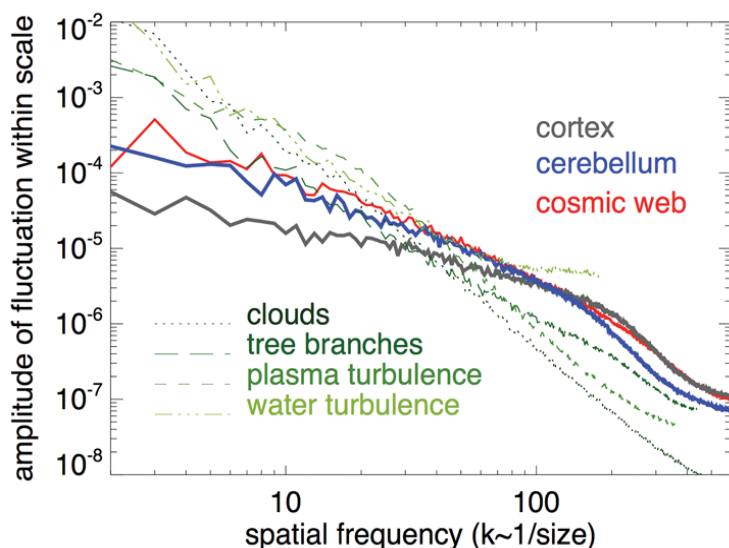 amplitude of fluctuation within scale
10⁻²
10⁻³
10⁻⁴
10⁻⁵
10⁻⁶
10⁻⁷
10⁻⁸
cortex
cerebellum
cosmic web
clouds
tree branches
plasma turbulence
water turbulence
10
100
spatial frequency (k~1/size)